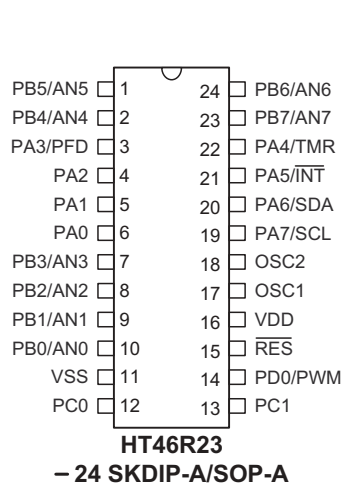 PB5/AN5 1 24 PB6/AN6
PB4/AN4 2 23 PB7/AN7
PA3/PFD 3 22 PA4/TMR
PA2 4 21 PA5/INT
PA1 5 20 PA6/SDA
PA0 6 19 PA7/SCL
PB3/AN3 7 18 OSC2
PB2/AN2 8 17 OSC1
PB1/AN1 9 16 VDD
PB0/AN0 10 15 RES
VSS 11 14 PD0/PWM
PC0 12 13 PC1
HT46R23
– 24 SKDIP-A/SOP-A